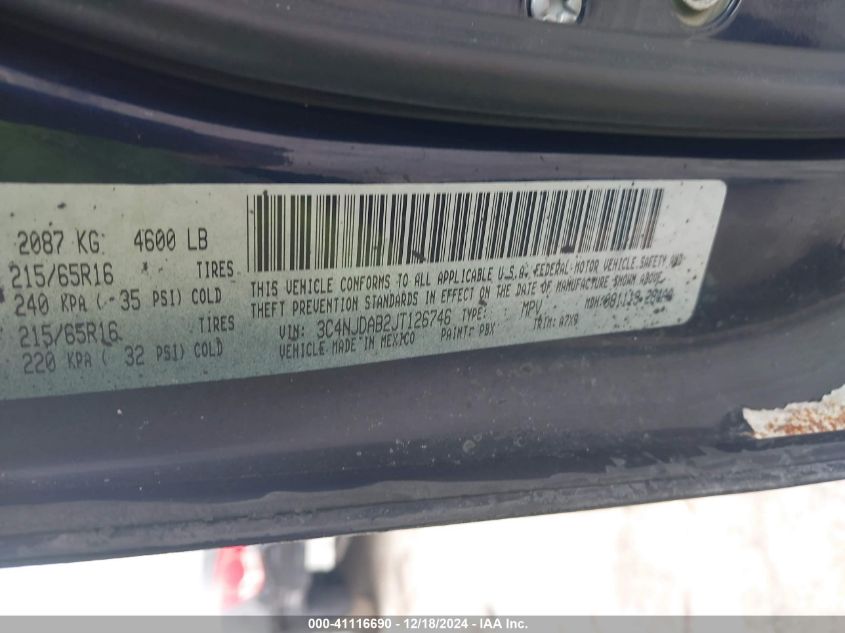 2087 KG 4600 LB
215/65R16 TIRES
240 KPA ( 35 PSI) COLD
215/65R16 TIRES
220 KPA ( 32 PSI) COLD
THIS VEHICLE CONFORMS TO ALL APPLICABLE U.S.A. FEDERAL MOTOR VEHICLE SAFETY AND
THEFT PREVENTION STANDARDS IN EFFECT ON THE DATE OF MANUFACTURE SHOWN ABOVE.
VIN: 3C4NJDAB2JT126746 TYPE: MPV MDH:
VEHICLE MADE IN MEXICO PAINT: PBX TRIM: A7X9
000-41116690 - 12/18/2024 - IAA Inc.